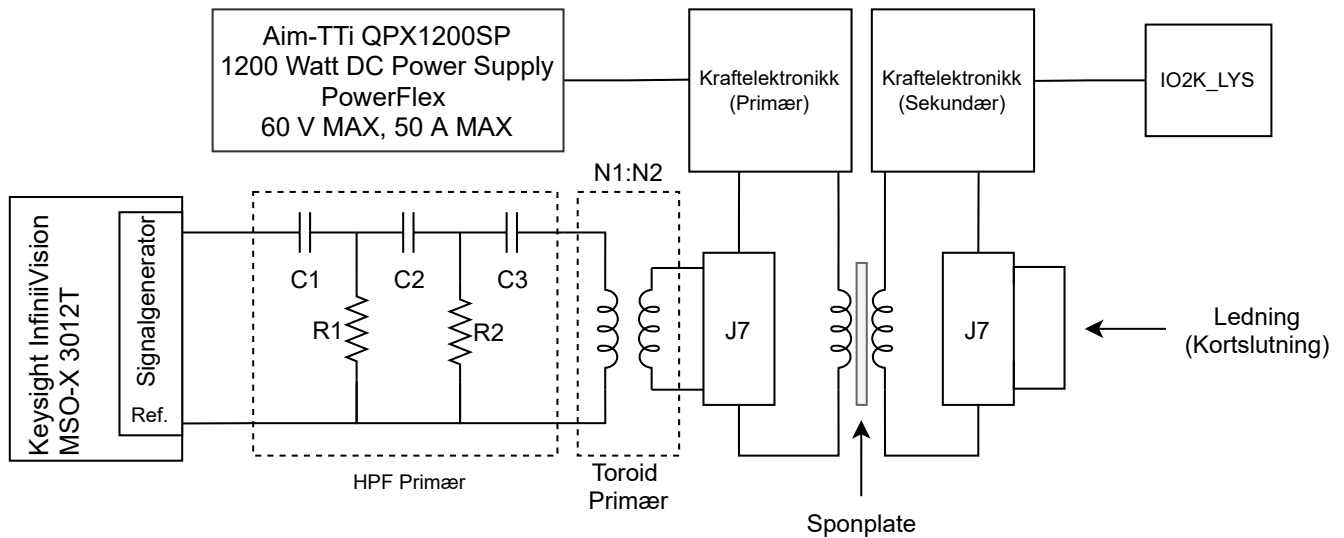 Aim-TTi QPX1200SP
1200 Watt DC Power Supply
PowerFlex
60 V MAX, 50 A MAX
Kraftelektronikk
(Primær)
Kraftelektronikk
(Sekundær)
IO2K_LYS
N1:N2
Keysight InfiniiVision
MSO-X 3012T
Signalgenerator
Ref.
C1
C2
C3
R1
R2
J7
J7
Ledning
(Kortslutning)
HPF Primær
Toroid
Primær
Sponplate